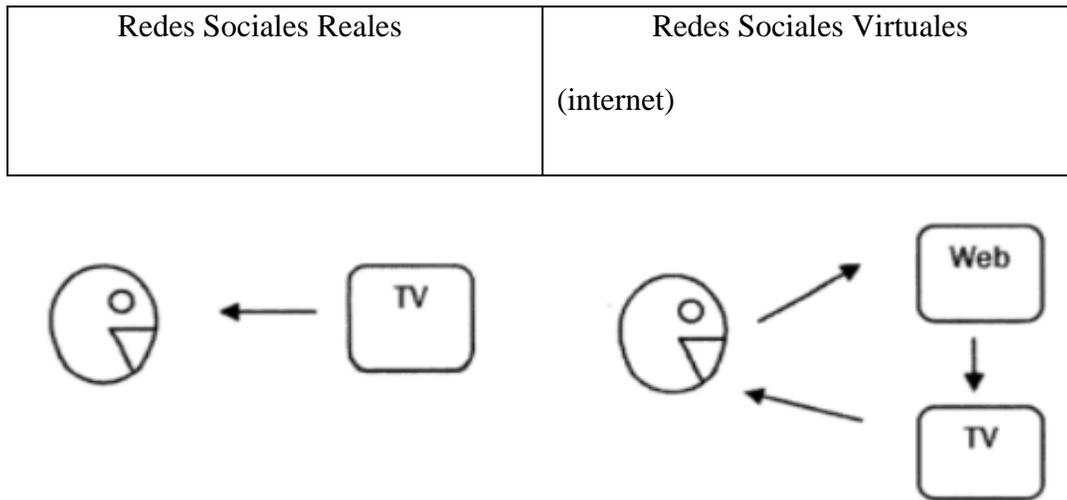 Redes Sociales Reales
Redes Sociales Virtuales
(internet)
TV
Web
TV